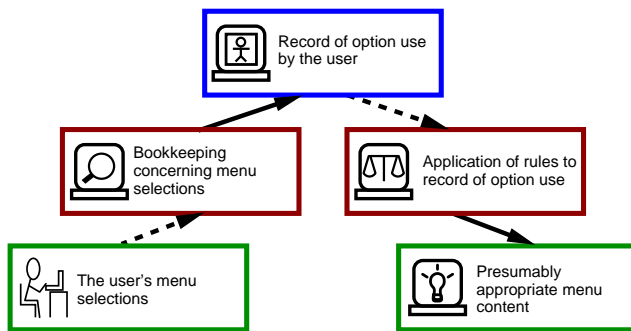 Record of option use
by the user
Bookkeeping
concerning menu
selections
Application of rules to
record of option use
The user's menu
selections
Presumably
appropriate menu
content